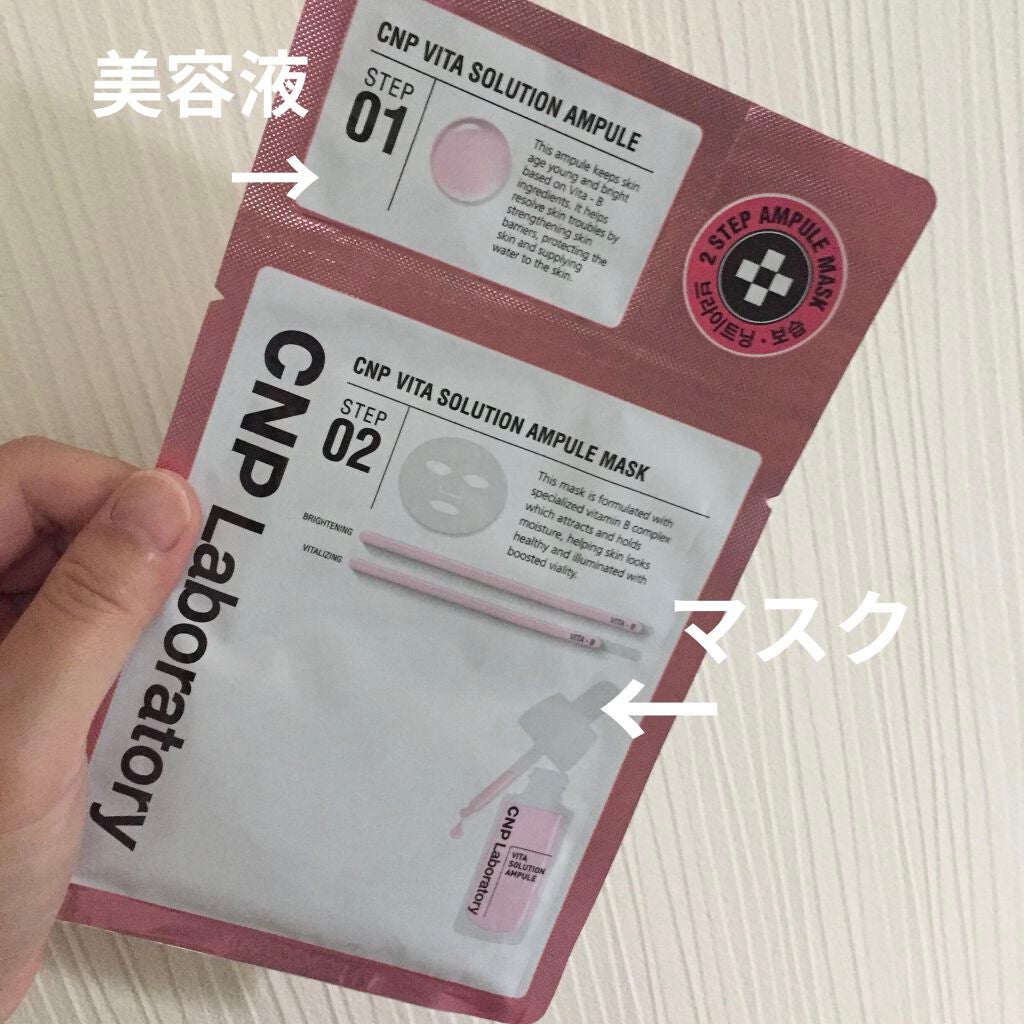 美容液
→
CNP VITA SOLUTION AMPULE
STEP
01
This ampule keeps skin
age young and bright
based on Vita - B
ingredients. It helps
resolve skin troubles by
strengthening skin
barriers, protecting the
skin and supplying
water to the skin.
2 STEP AMPULE MASK
브라이트닝 · 보습
CNP Laboratory
CNP VITA SOLUTION AMPULE MASK
STEP
02
This mask is formulated with
specialized vitamin B complex
which attracts and holds
moisture, helping skin looks
healthy and illuminated with
boosted viality.
BRIGHTENING
VITALIZING
VITA - B
VITA - B
マスク
←
CNP Laboratory
VITA
SOLUTION
AMPULE